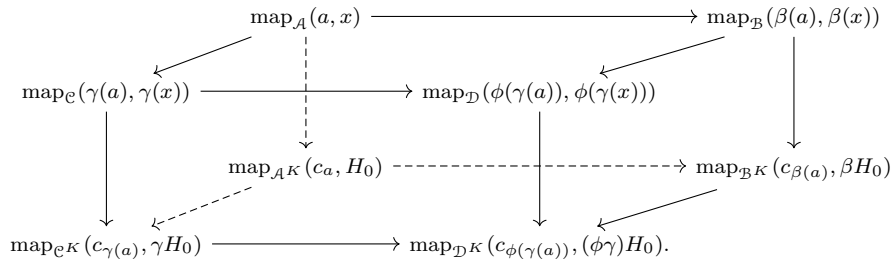 map_𝒜(a, x) map_ℬ(β(a), β(x))
map_𝒞(γ(a), γ(x)) map_𝒟(ϕ(γ(a)), ϕ(γ(x)))
map_{𝒜^K}(c_a, H_0) map_{ℬ^K}(c_{β(a)}, βH_0)
map_{𝒞^K}(c_{γ(a)}, γH_0) map_{𝒟^K}(c_{ϕ(γ(a))}, (ϕγ)H_0).